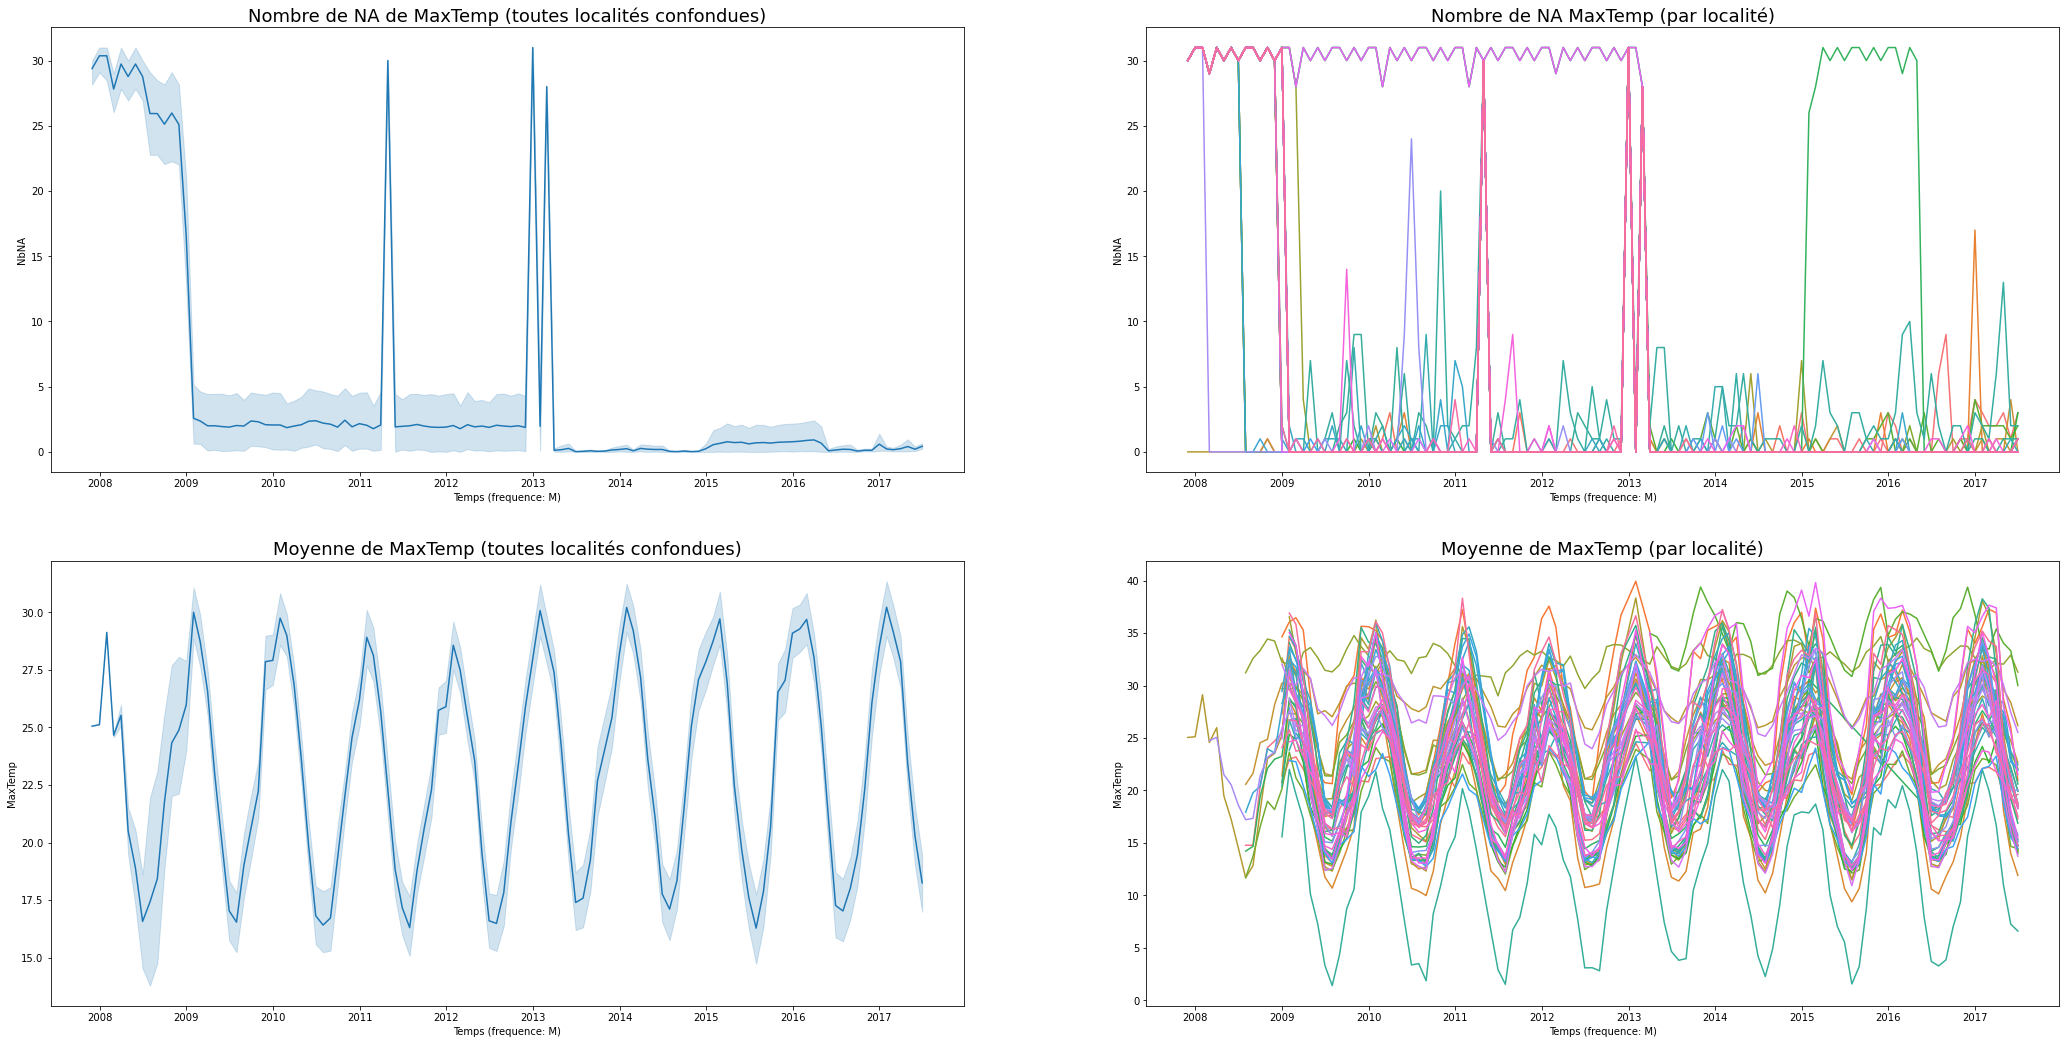 Nombre de NA de MaxTemp (toutes localités confondues)
30
25
20
15
10
5
0
NbNA
2008 2009 2010 2011 2012 2013 2014 2015 2016 2017
Temps (frequence: M)
Nombre de NA MaxTemp (par localité)
30
25
20
15
10
5
0
NbNA
2008 2009 2010 2011 2012 2013 2014 2015 2016 2017
Temps (frequence: M)
Moyenne de MaxTemp (toutes localités confondues)
30.0
27.5
25.0
22.5
20.0
17.5
15.0
MaxTemp
2008 2009 2010 2011 2012 2013 2014 2015 2016 2017
Temps (frequence: M)
Moyenne de MaxTemp (par localité)
40
35
30
25
20
15
10
5
0
MaxTemp
2008 2009 2010 2011 2012 2013 2014 2015 2016 2017
Temps (frequence: M)